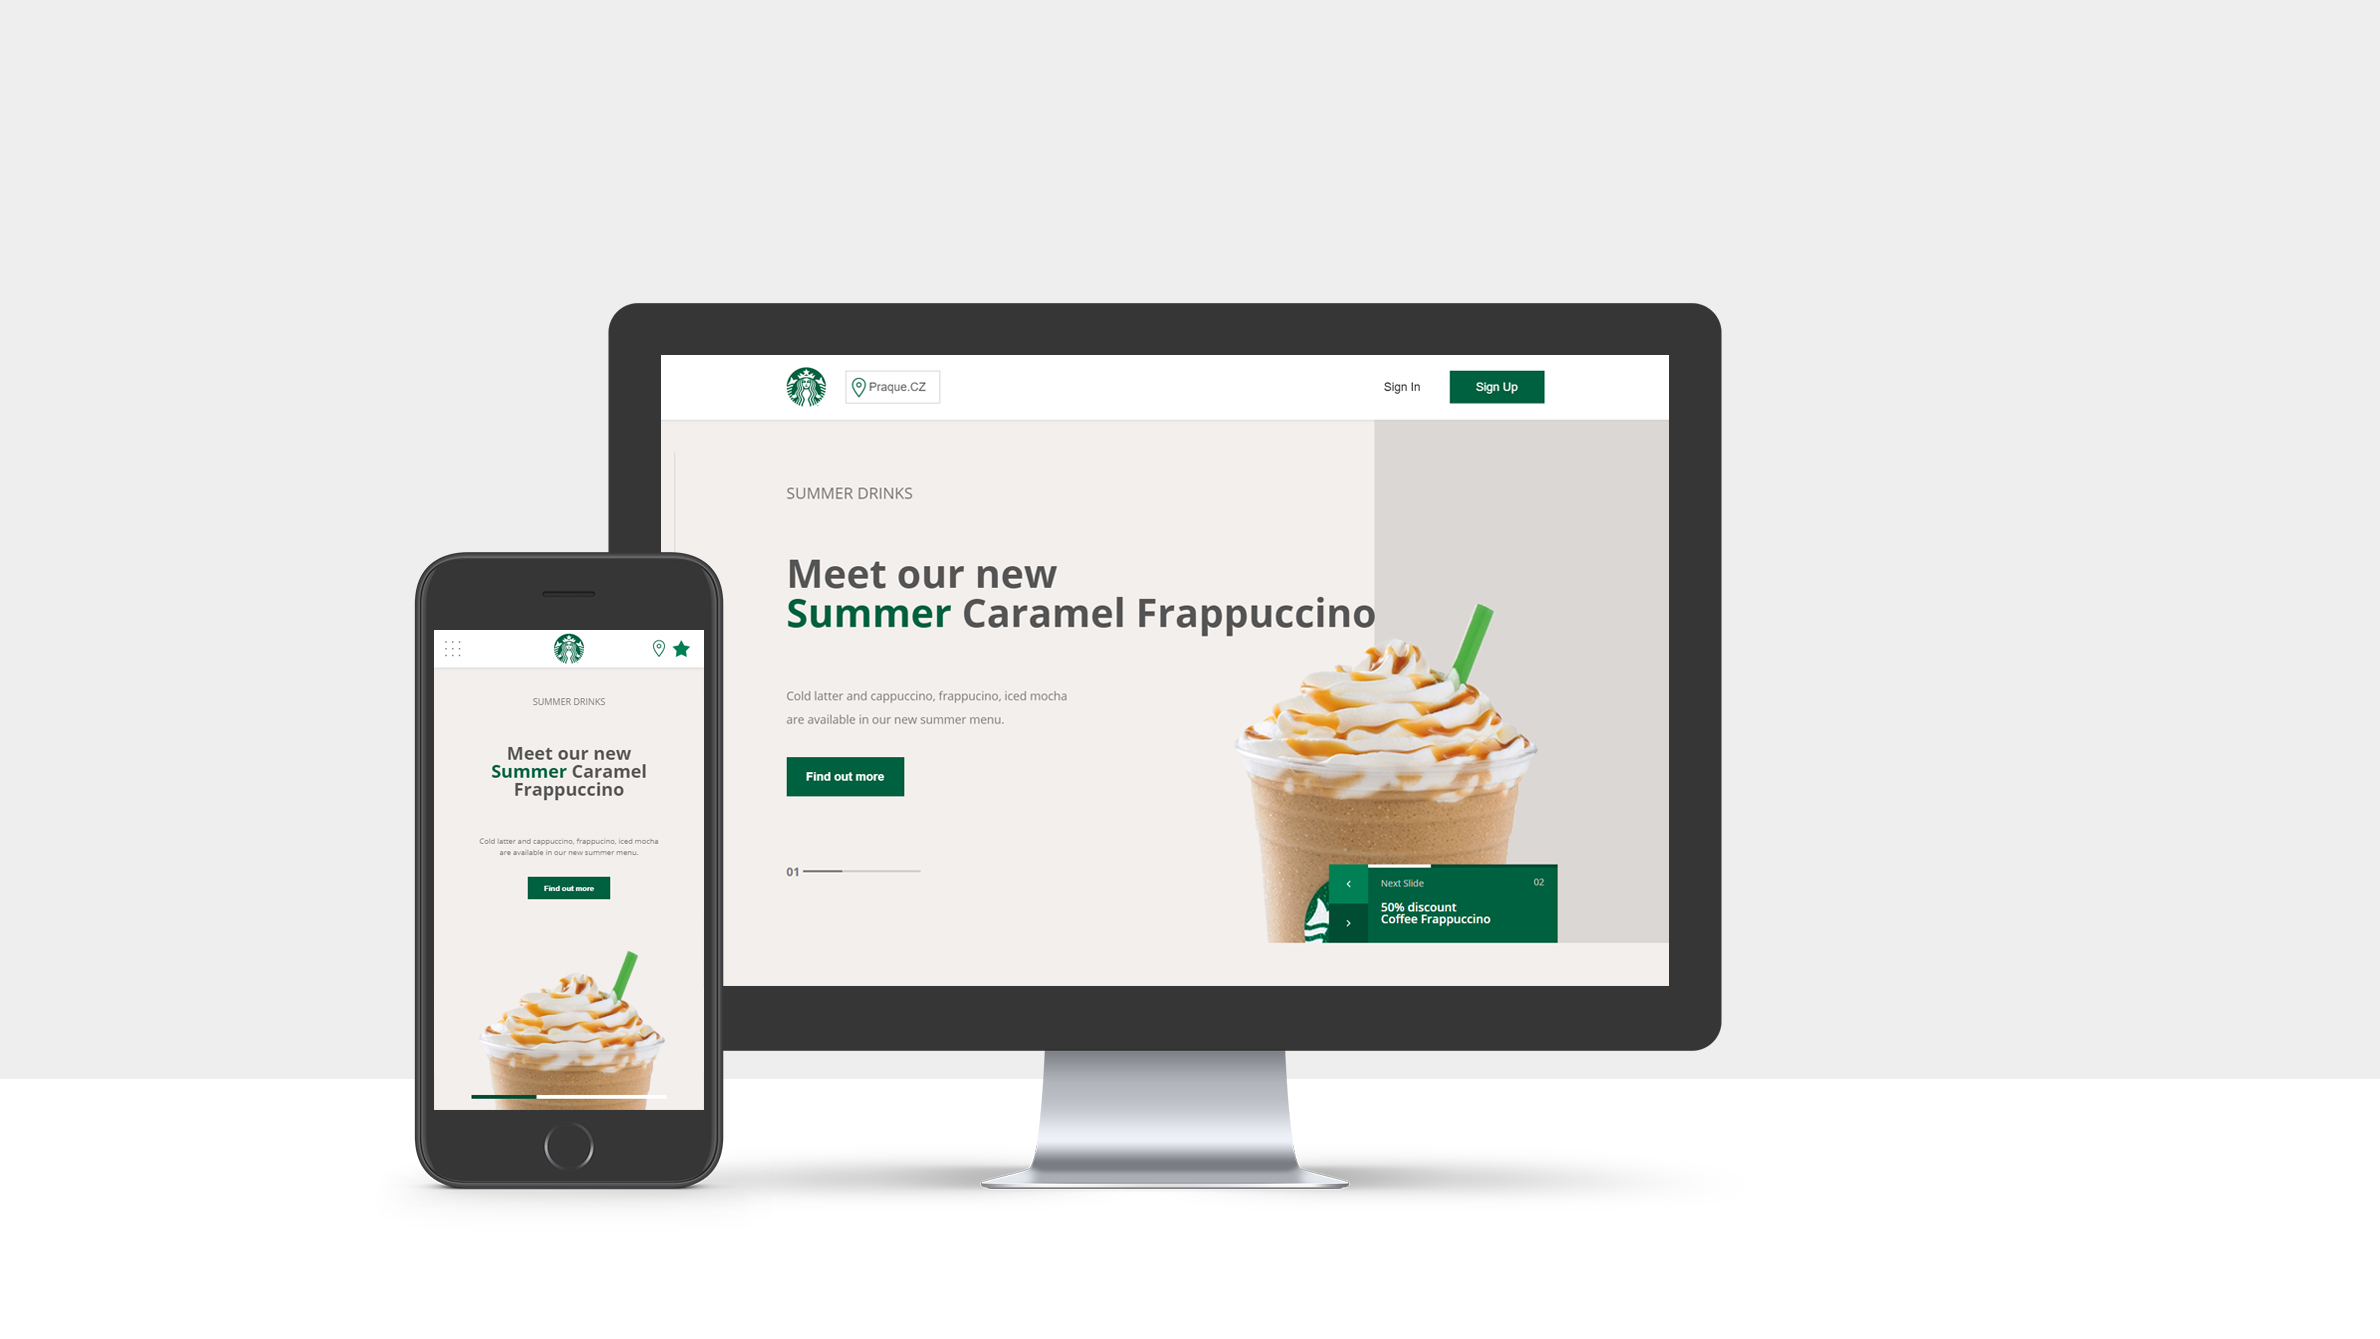 Praque.CZ
Sign In
Sign Up
SUMMER DRINKS
Meet our new
Summer Caramel Frappuccino
Cold latter and cappuccino, frappucino, iced mocha
are available in our new summer menu.
Find out more
01
Next Slide
02
50% discount
Coffee Frappuccino
SUMMER DRINKS
Meet our new
Summer Caramel
Frappuccino
Cold latter and cappuccino, frappucino, iced mocha
are available in our new summer menu.
Find out more